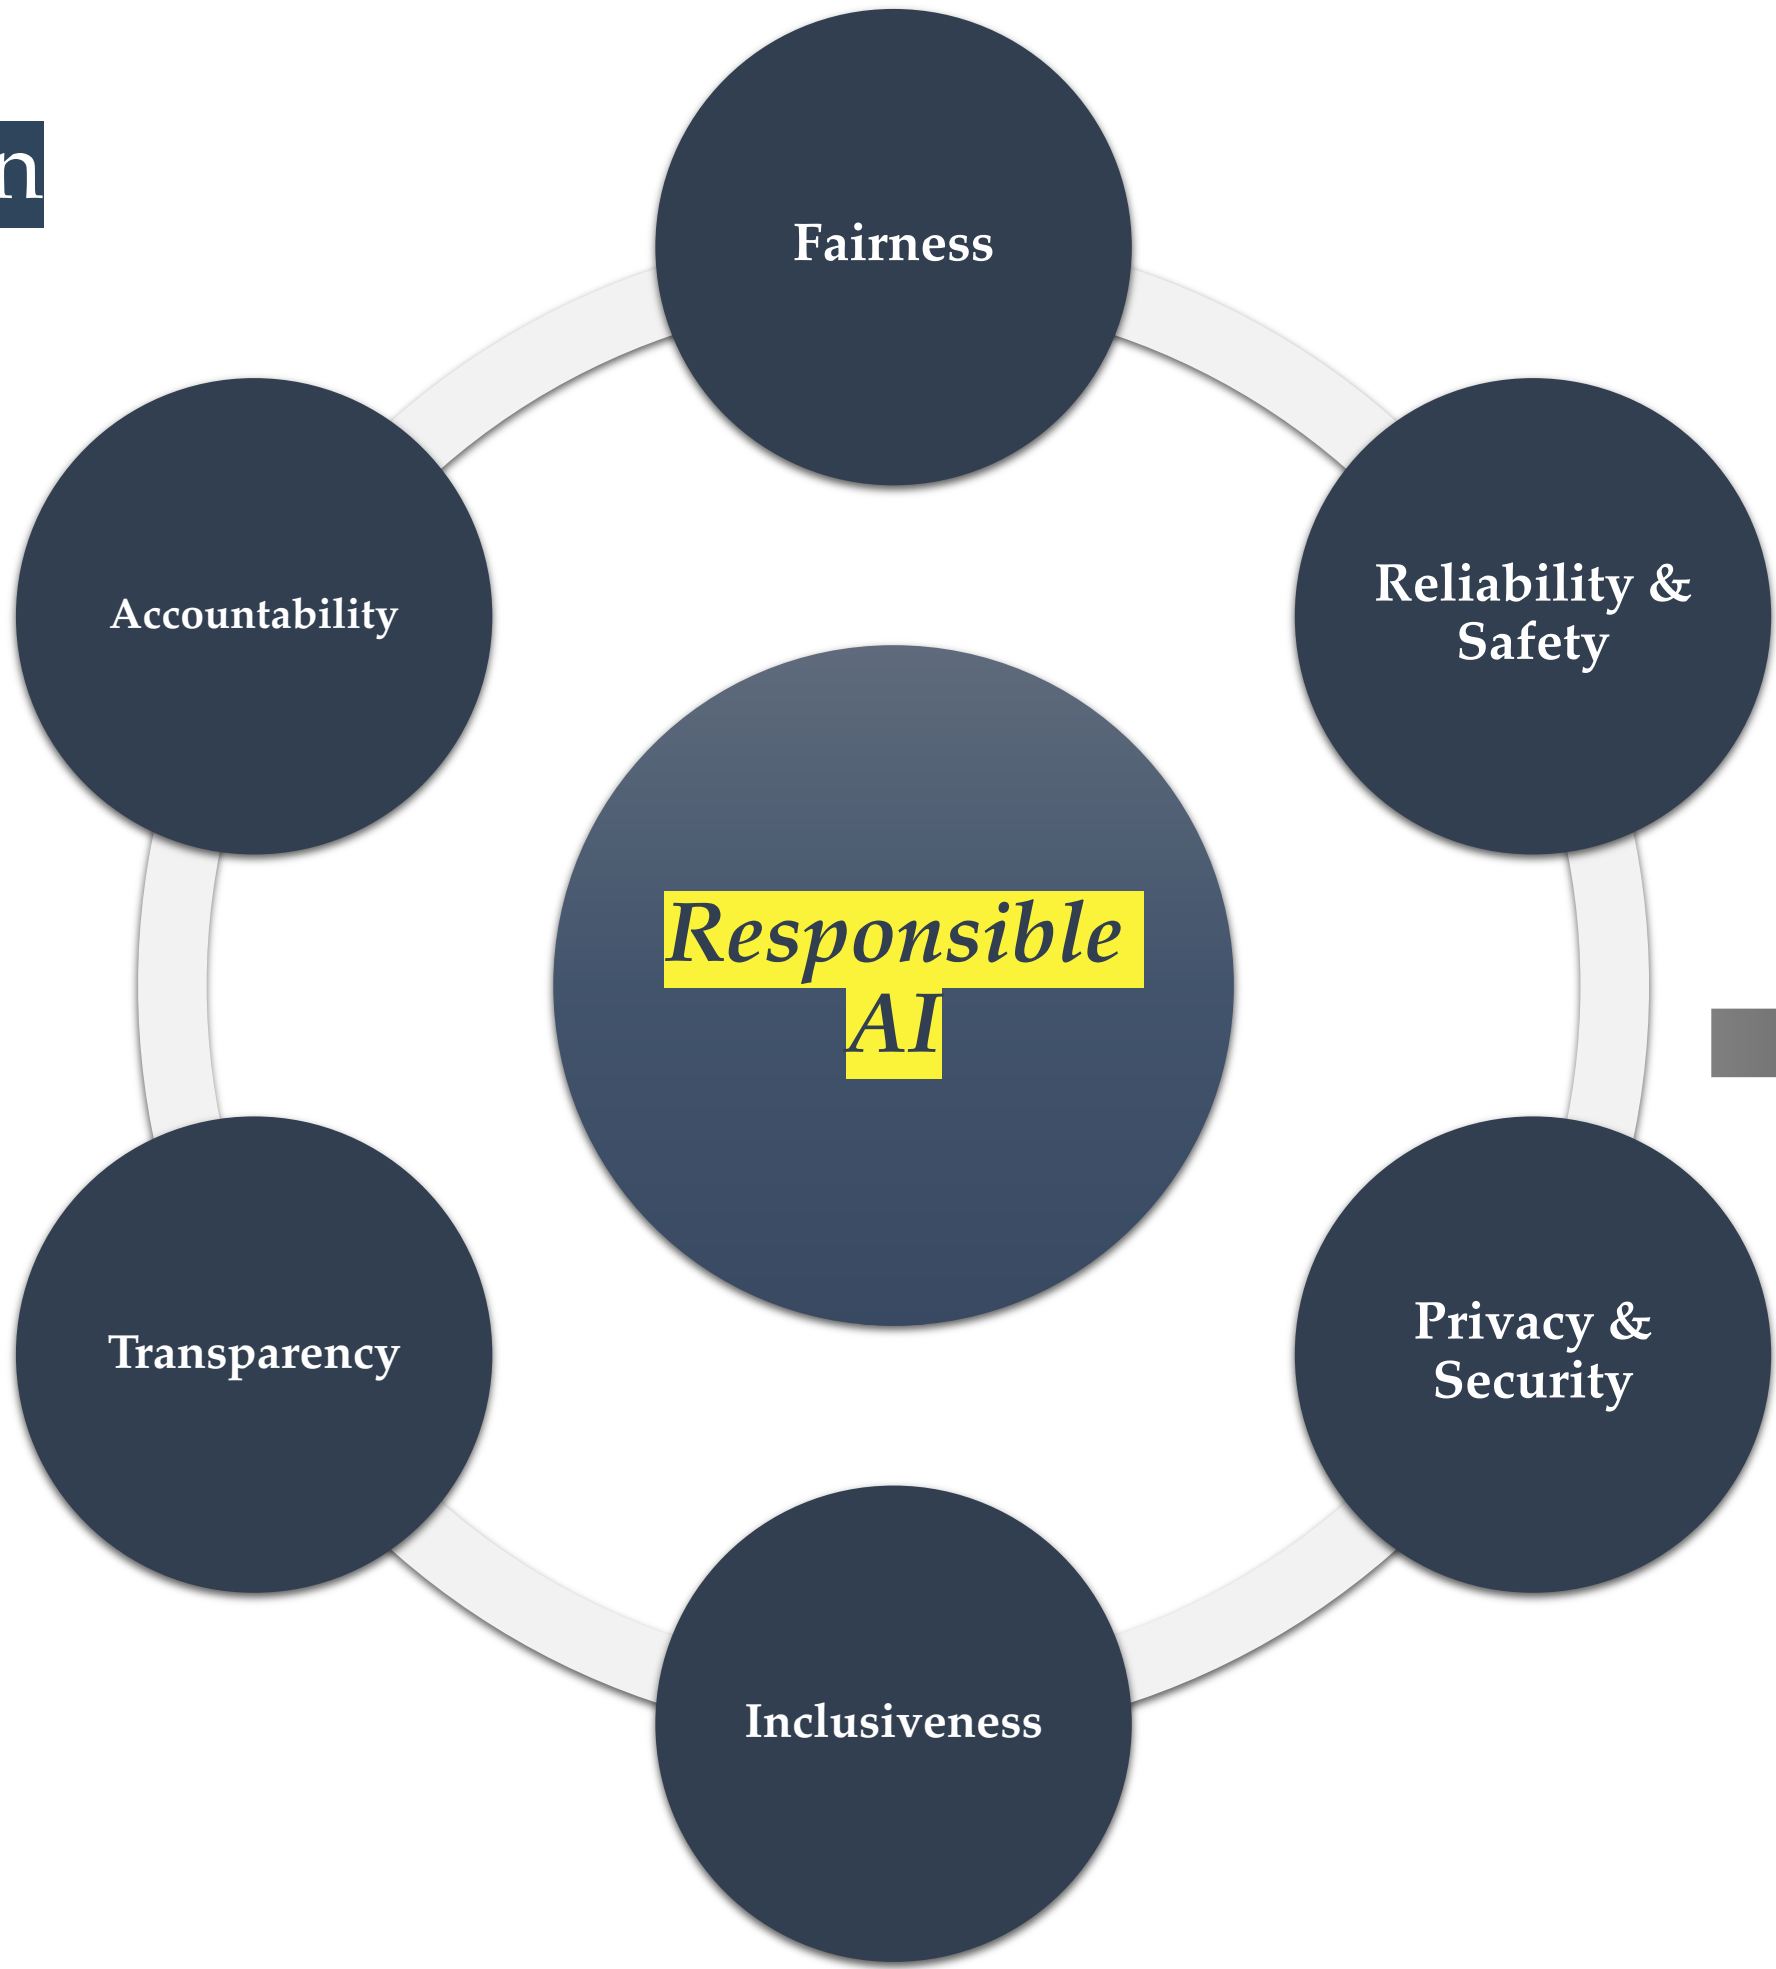 n
Fairness
Accountability
Reliability &
Safety
Responsible
AI
Transparency
Privacy &
Security
Inclusiveness